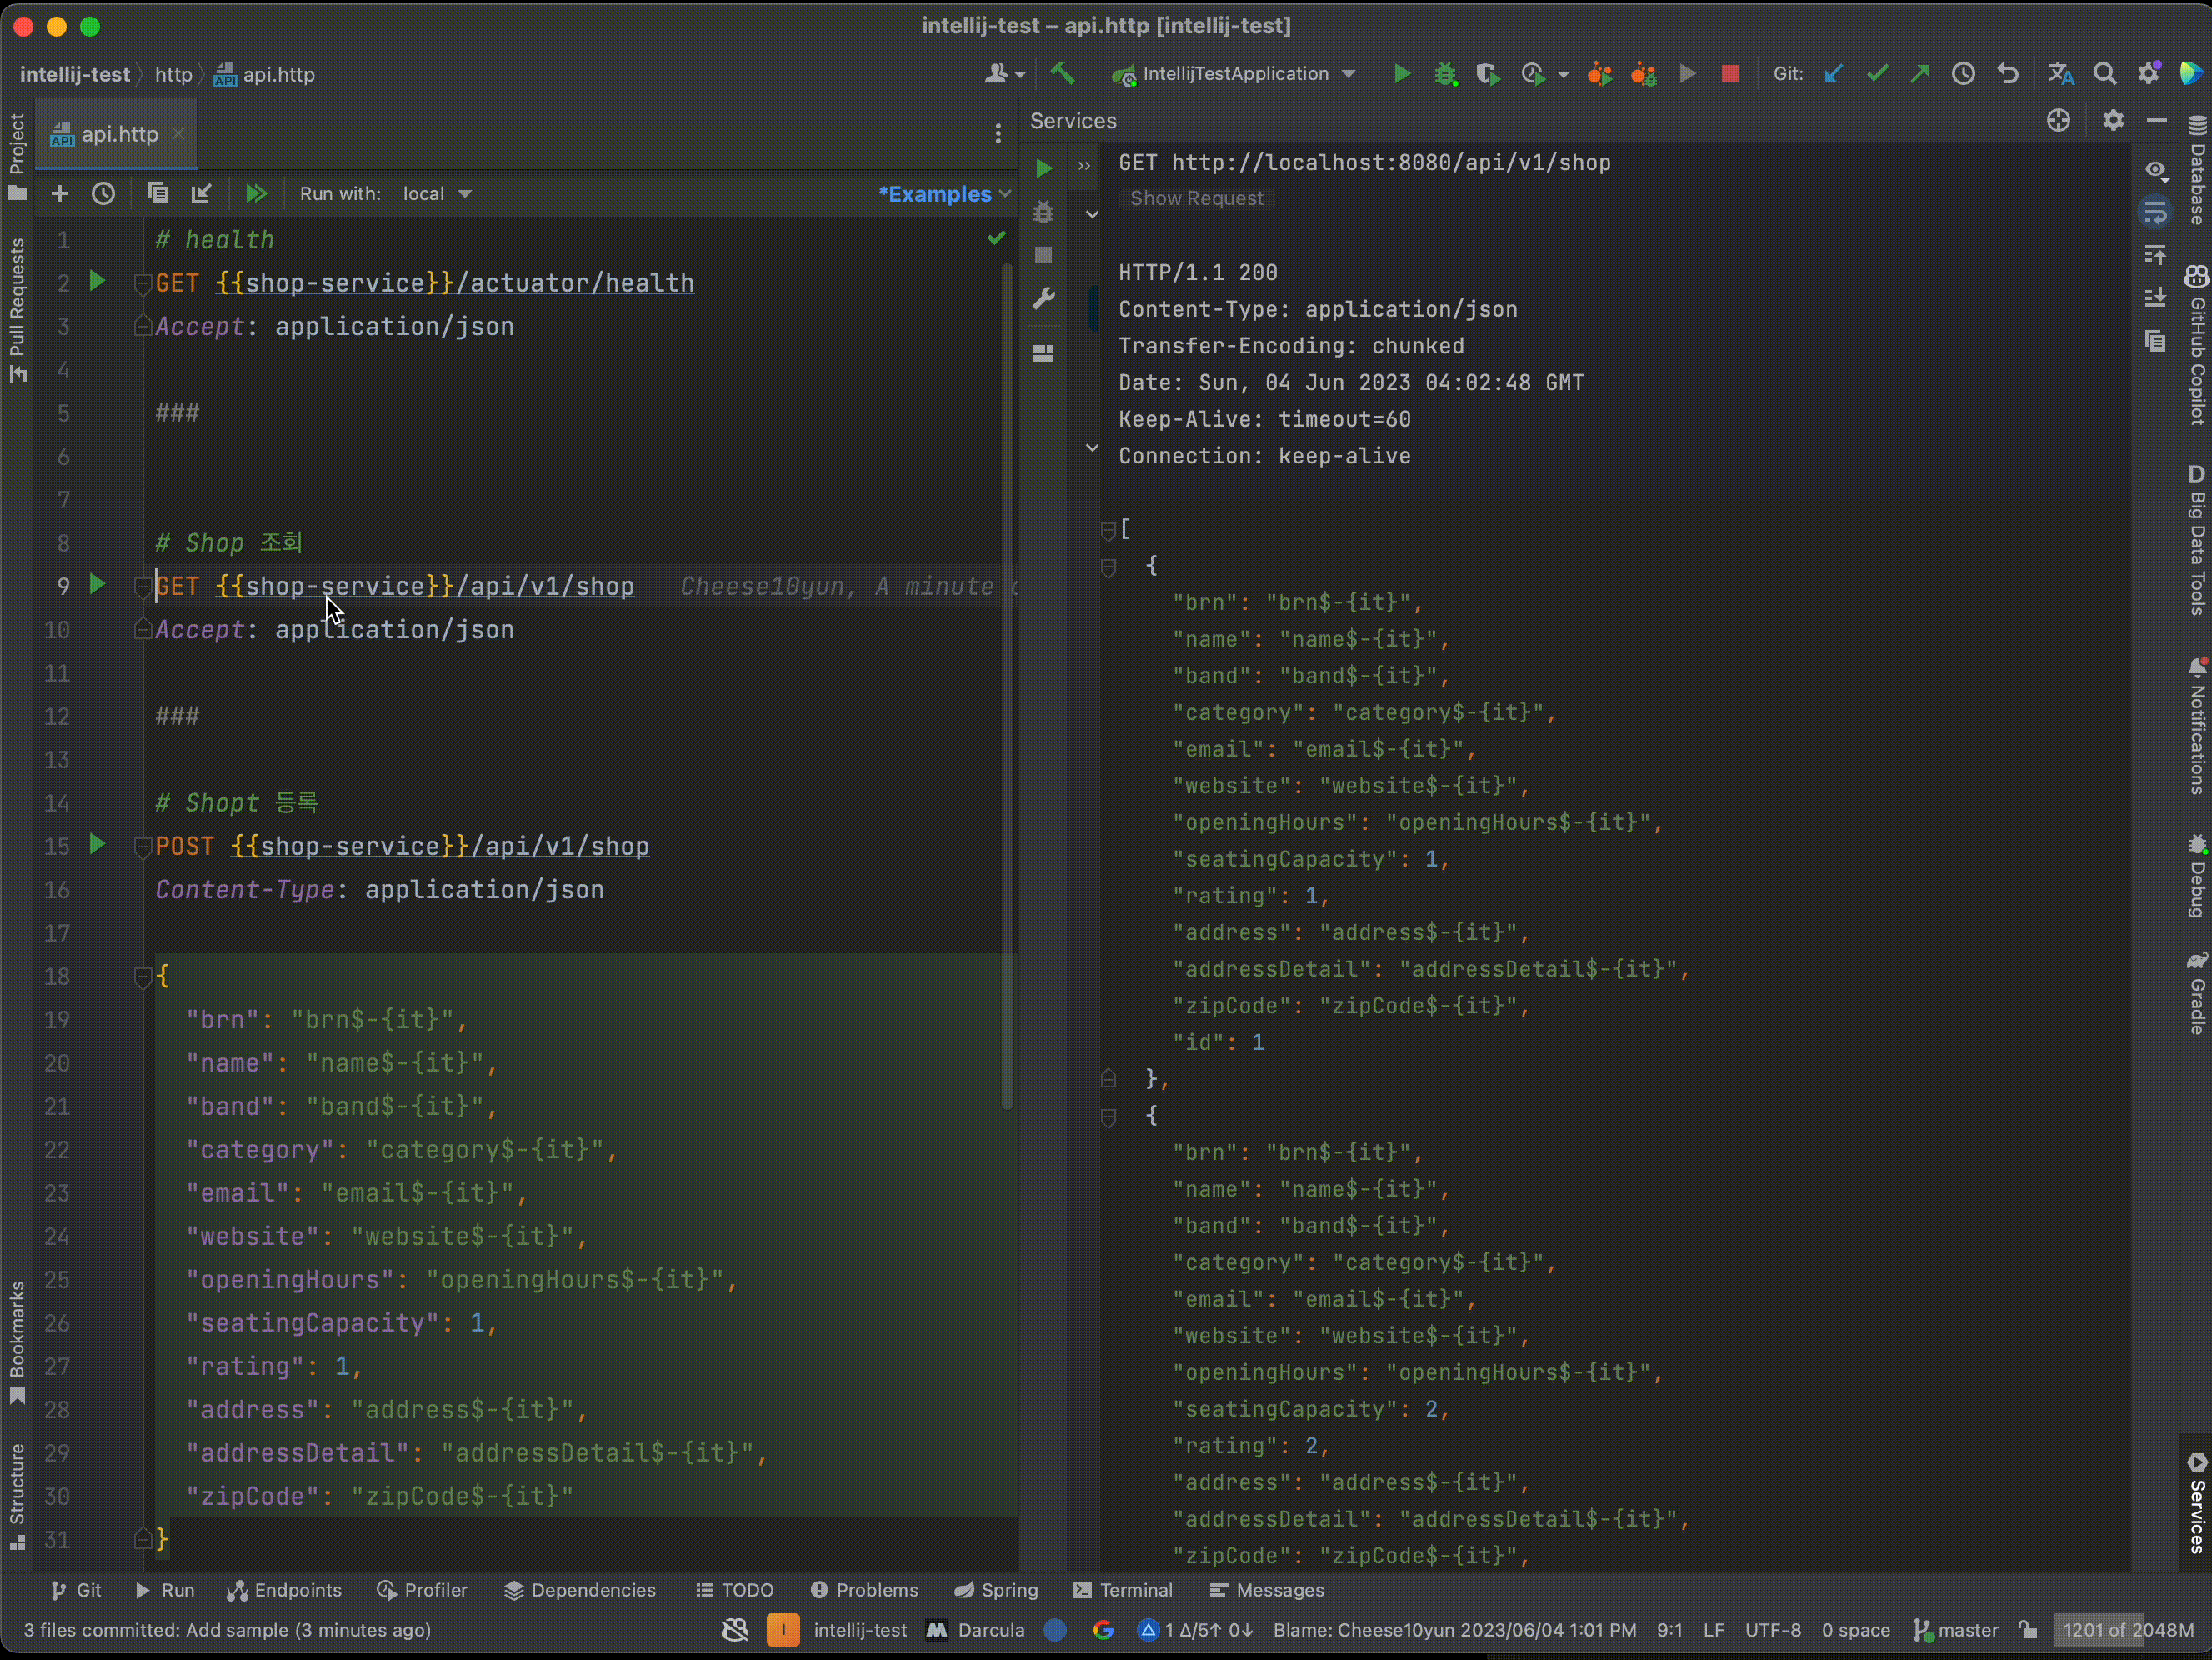 intellij-test – api.http [intellij-test]
intellij-test
http
API
api.http
IntellijTestApplication
Git:
api.http
Services
Run with:
local
*Examples
1 # health
2 GET {{shop-service}}/actuator/health
3 Accept: application/json
4
5 ###
6
7
8 # Shop 조회
9 GET {{shop-service}}/api/v1/shop Cheese10yun, A minute
10 Accept: application/json
11
12 ###
13
14 # Shopt 등록
15 POST {{shop-service}}/api/v1/shop
16 Content-Type: application/json
17
18 {
19 "brn": "brn$-{it}",
20 "name": "name$-{it}",
21 "band": "band$-{it}",
22 "category": "category$-{it}",
23 "email": "email$-{it}",
24 "website": "website$-{it}",
25 "openingHours": "openingHours$-{it}",
26 "seatingCapacity": 1,
27 "rating": 1,
28 "address": "address$-{it}",
29 "addressDetail": "addressDetail$-{it}",
30 "zipCode": "zipCode$-{it}"
31 }
GET http://localhost:8080/api/v1/shop
Show Request
HTTP/1.1 200
Content-Type: application/json
Transfer-Encoding: chunked
Date: Sun, 04 Jun 2023 04:02:48 GMT
Keep-Alive: timeout=60
Connection: keep-alive
[
{
"brn": "brn$-{it}",
"name": "name$-{it}",
"band": "band$-{it}",
"category": "category$-{it}",
"email": "email$-{it}",
"website": "website$-{it}",
"openingHours": "openingHours$-{it}",
"seatingCapacity": 1,
"rating": 1,
"address": "address$-{it}",
"addressDetail": "addressDetail$-{it}",
"zipCode": "zipCode$-{it}",
"id": 1
},
{
"brn": "brn$-{it}",
"name": "name$-{it}",
"band": "band$-{it}",
"category": "category$-{it}",
"email": "email$-{it}",
"website": "website$-{it}",
"openingHours": "openingHours$-{it}",
"seatingCapacity": 2,
"rating": 2,
"address": "address$-{it}",
"addressDetail": "addressDetail$-{it}",
"zipCode": "zipCode$-{it}",
Project
Pull Requests
Bookmarks
Structure
Database
GitHub Copilot
D Big Data Tools
Notifications
Debug
Gradle
Services
Git
Run
Endpoints
Profiler
Dependencies
TODO
Problems
Spring
Terminal
Messages
3 files committed: Add sample (3 minutes ago)
I
intellij-test
M
Darcula
G
1 Δ/5↑ 0↓
Blame: Cheese10yun 2023/06/04 1:01 PM
9:1
LF
UTF-8
0 space
master
1201 of 2048M